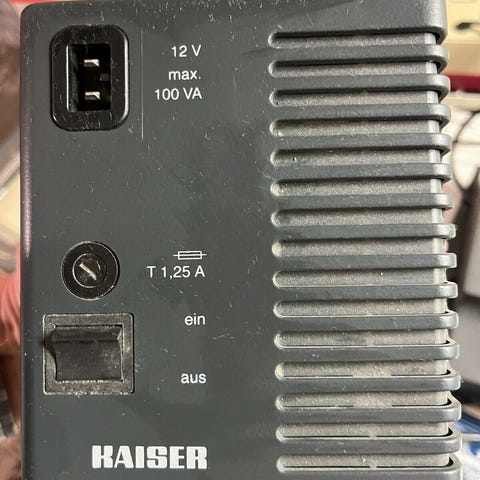 12 V
max.
100 VA
T 1,25 A
ein
aus
KAISER